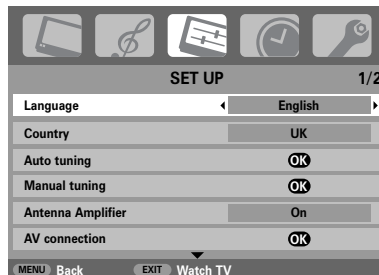 SET UP 1/2
Language English
Country UK
Auto tuning OK
Manual tuning OK
Antenna Amplifier On
AV connection OK
MENU Back EXIT Watch TV